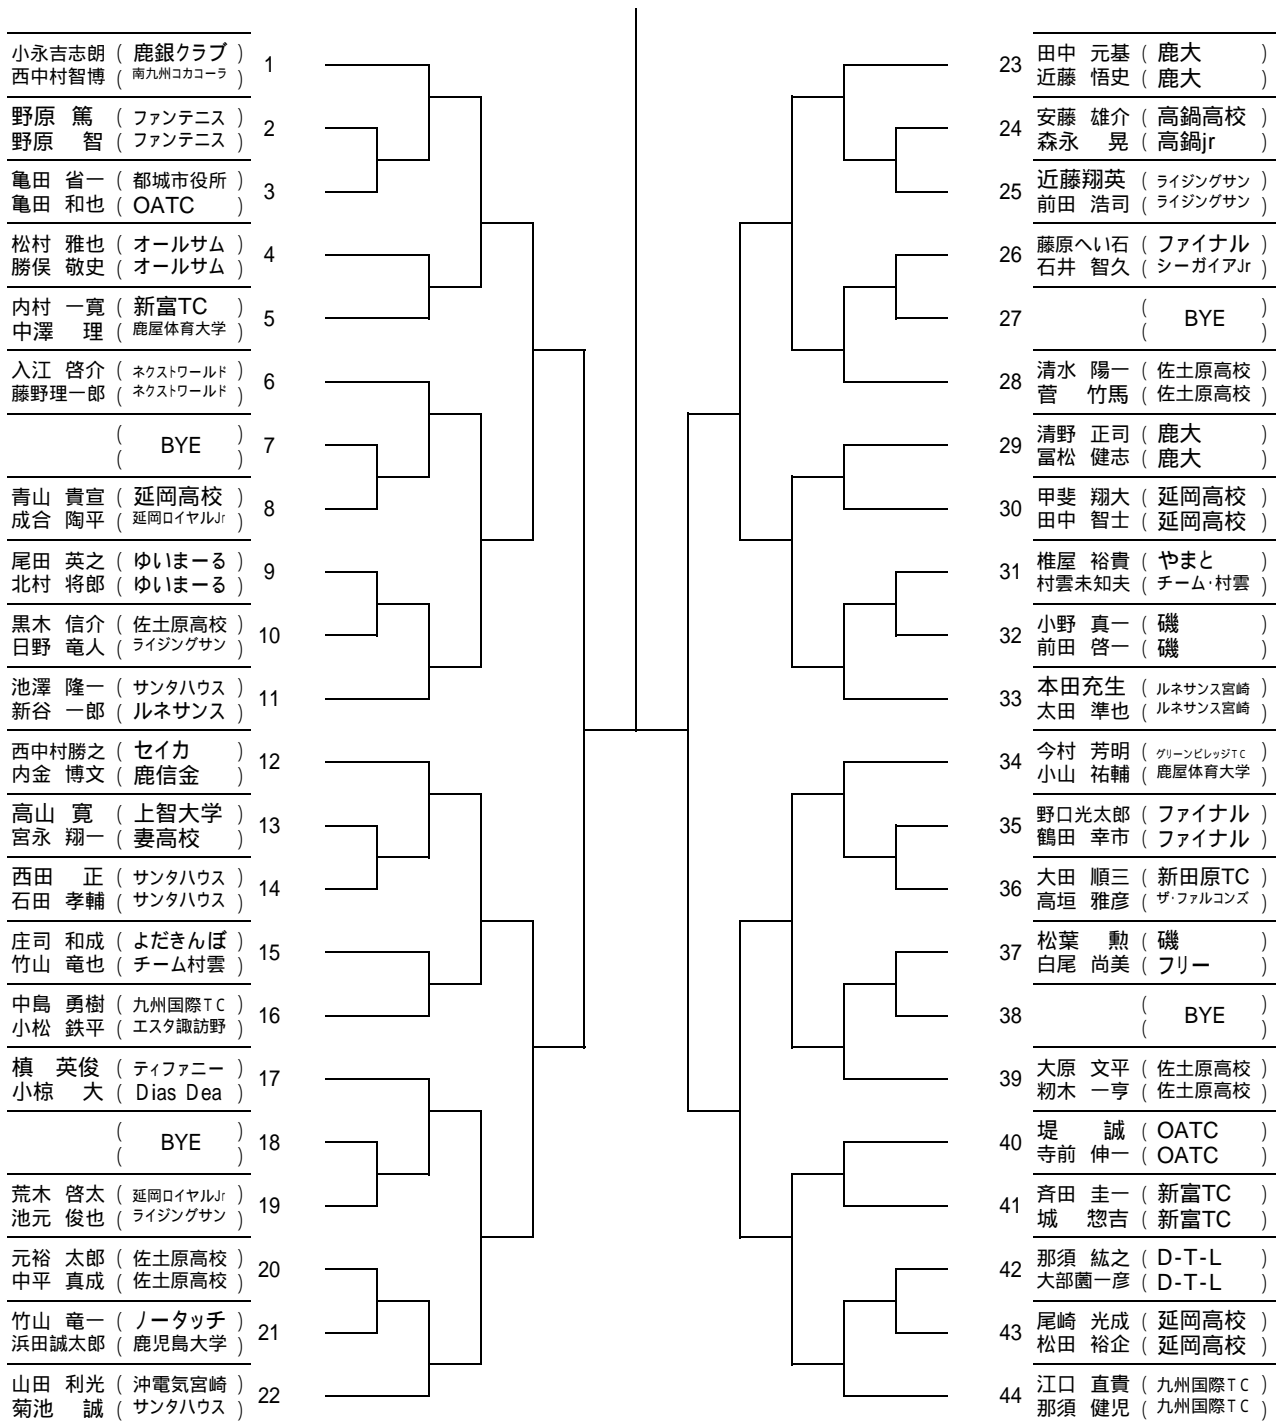 小永吉志朗 ( 鹿銀クラブ )
西中村智博 ( 南九州コカコーラ )
1
野原 篤 ( ファンテニス )
野原 智 ( ファンテニス )
2
亀田 省一 ( 都城市役所 )
亀田 和也 ( OATC )
3
松村 雅也 ( オールサム )
勝俣 敬史 ( オールサム )
4
内村 一寛 ( 新富TC )
中澤 理 ( 鹿屋体育大学 )
5
入江 啓介 ( ネクストワールド )
藤野理一郎 ( ネクストワールド )
6
( BYE )
7
青山 貴宣 ( 延岡高校 )
成合 陶平 ( 延岡ロイヤルJr )
8
尾田 英之 ( ゆいまーる )
北村 将郎 ( ゆいまーる )
9
黒木 信介 ( 佐土原高校 )
日野 竜人 ( ライジングサン )
10
池澤 隆一 ( サンタハウス )
新谷 一郎 ( ルネサンス )
11
西中村勝之 ( セイカ )
内金 博文 ( 鹿信金 )
12
高山 寛 ( 上智大学 )
宮永 翔一 ( 妻高校 )
13
西田 正 ( サンタハウス )
石田 孝輔 ( サンタハウス )
14
庄司 和成 ( よだきんぼ )
竹山 竜也 ( チーム村雲 )
15
中島 勇樹 ( 九州国際TC )
小松 鉄平 ( エスタ諏訪野 )
16
槙 英俊 ( ティファニー )
小椋 大 ( Dias Dea )
17
( BYE )
18
荒木 啓太 ( 延岡ロイヤルJr )
池元 俊也 ( ライジングサン )
19
元裕 太郎 ( 佐土原高校 )
中平 真成 ( 佐土原高校 )
20
竹山 竜一 ( ノータッチ )
浜田誠太郎 ( 鹿児島大学 )
21
山田 利光 ( 沖電気宮崎 )
菊池 誠 ( サンタハウス )
22
23
田中 元基 ( 鹿大 )
近藤 悟史 ( 鹿大 )
24
安藤 雄介 ( 高鍋高校 )
森永 晃 ( 高鍋jr )
25
近藤翔英 ( ライジングサン )
前田 浩司 ( ライジングサン )
26
藤原へい石 ( ファイナル )
石井 智久 ( シーガイアJr )
27
( BYE )
28
清水 陽一 ( 佐土原高校 )
菅 竹馬 ( 佐土原高校 )
29
清野 正司 ( 鹿大 )
冨松 健志 ( 鹿大 )
30
甲斐 翔大 ( 延岡高校 )
田中 智士 ( 延岡高校 )
31
椎屋 裕貴 ( やまと )
村雲未知夫 ( チーム・村雲 )
32
小野 真一 ( 磯 )
前田 啓一 ( 磯 )
33
本田充生 ( ルネサンス宮崎 )
太田 準也 ( ルネサンス宮崎 )
34
今村 芳明 ( グリーンビレッジTC )
小山 祐輔 ( 鹿屋体育大学 )
35
野口光太郎 ( ファイナル )
鶴田 幸市 ( ファイナル )
36
大田 順三 ( 新田原TC )
高垣 雅彦 ( ザ・ファルコンズ )
37
松葉 勲 ( 磯 )
白尾 尚美 ( フリー )
38
( BYE )
39
大原 文平 ( 佐土原高校 )
籾木 一亨 ( 佐土原高校 )
40
堤 誠 ( OATC )
寺前 伸一 ( OATC )
41
斉田 圭一 ( 新富TC )
城 惣吉 ( 新富TC )
42
那須 紘之 ( D-T-L )
大部薗一彦 ( D-T-L )
43
尾崎 光成 ( 延岡高校 )
松田 裕企 ( 延岡高校 )
44
江口 直貴 ( 九州国際TC )
那須 健児 ( 九州国際TC )